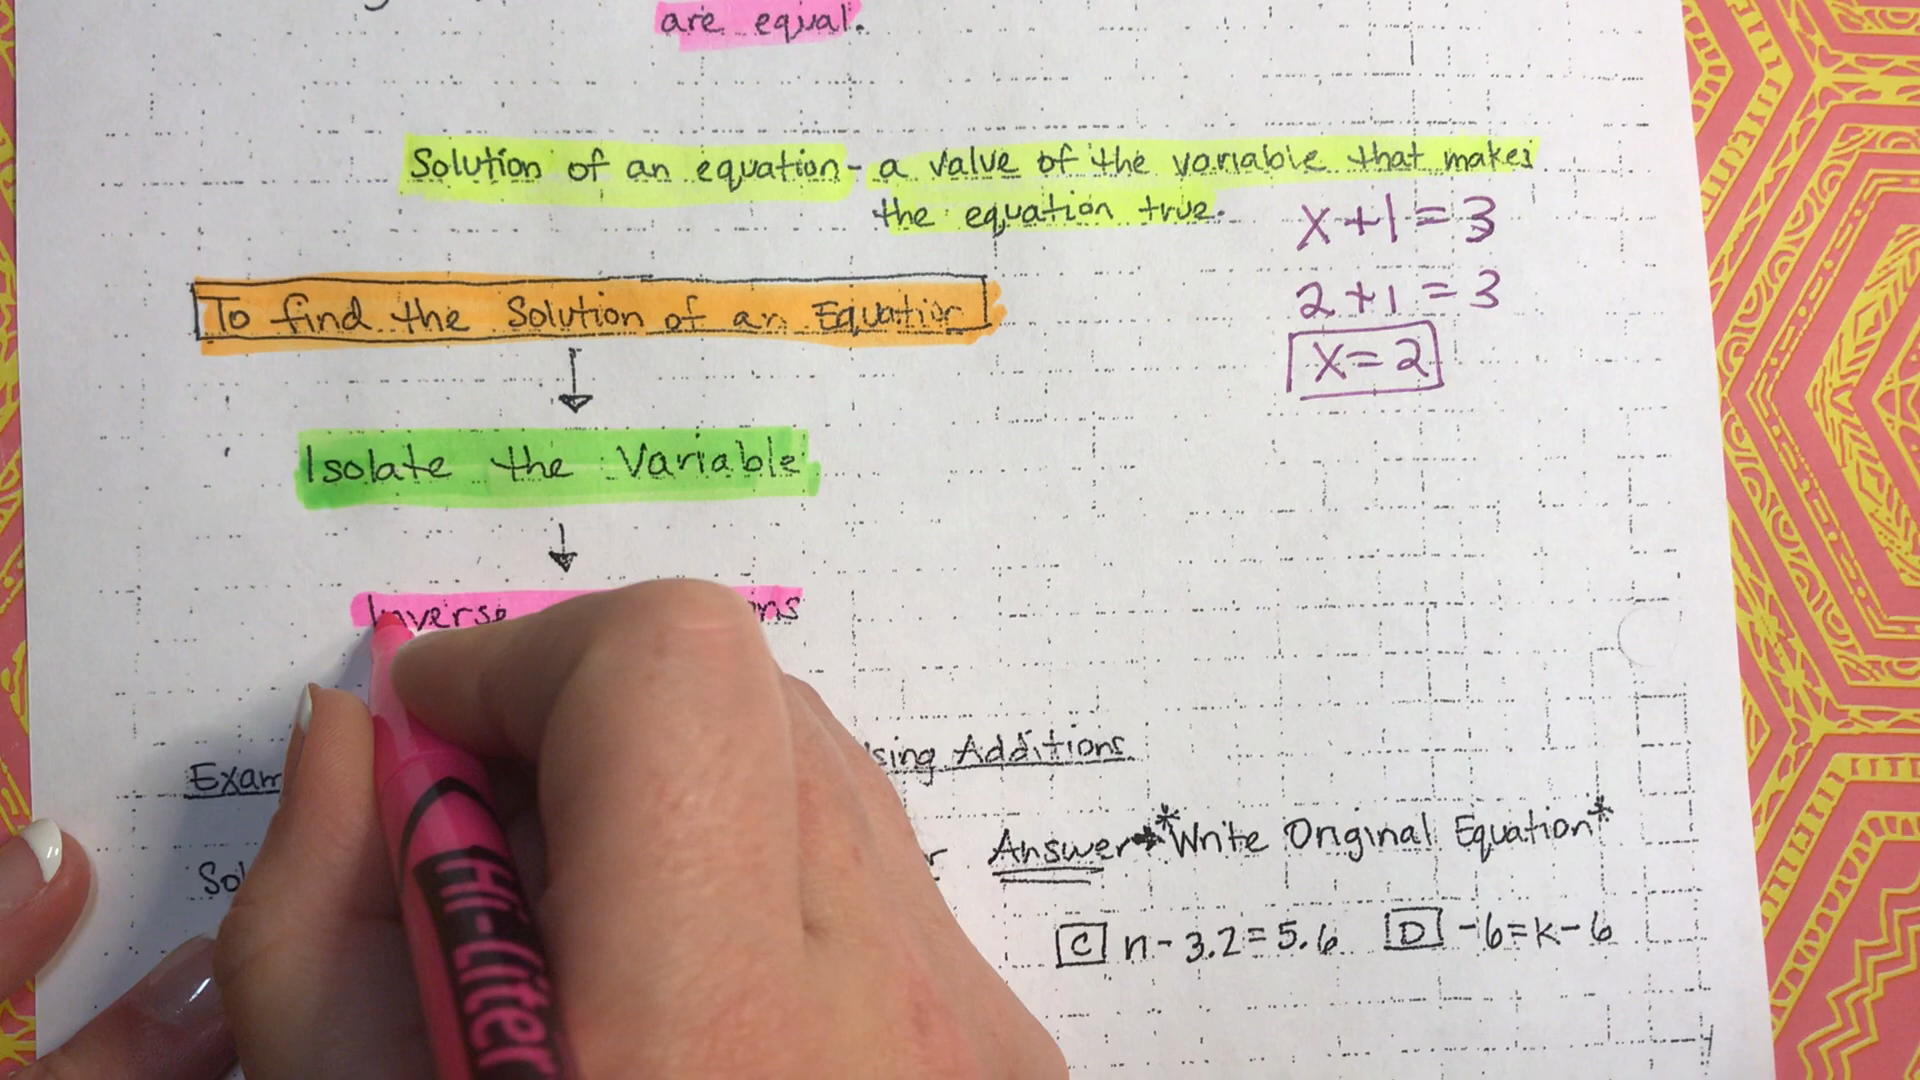 are equal.
Solution of an equation - a value of the variable that makes
the equation true.
x+1=3
2+1=3
x=2
To find the Solution of an Equation
Isolate the Variable
Inverse
Additions
Answer *Write Original Equation*
C n-3.2=5.6 D -6=k-6
Hi-Liter